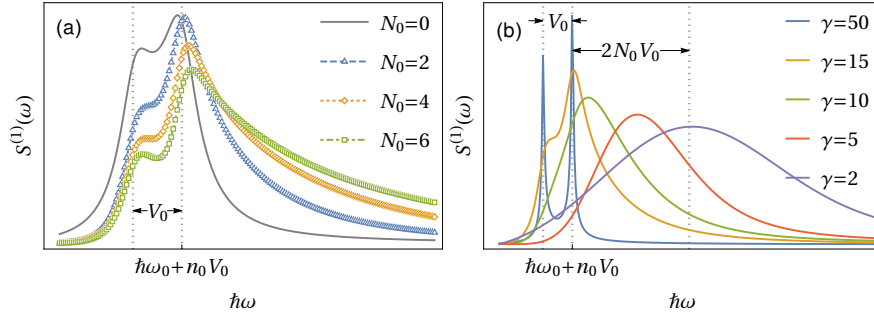 (a)
N₀=0
N₀=2
N₀=4
N₀=6
V₀
S⁽¹⁾(ω)
ħω₀+n₀V₀
ħω
(b)
V₀
2N₀V₀
γ=50
γ=15
γ=10
γ=5
γ=2
S⁽¹⁾(ω)
ħω₀+n₀V₀
ħω